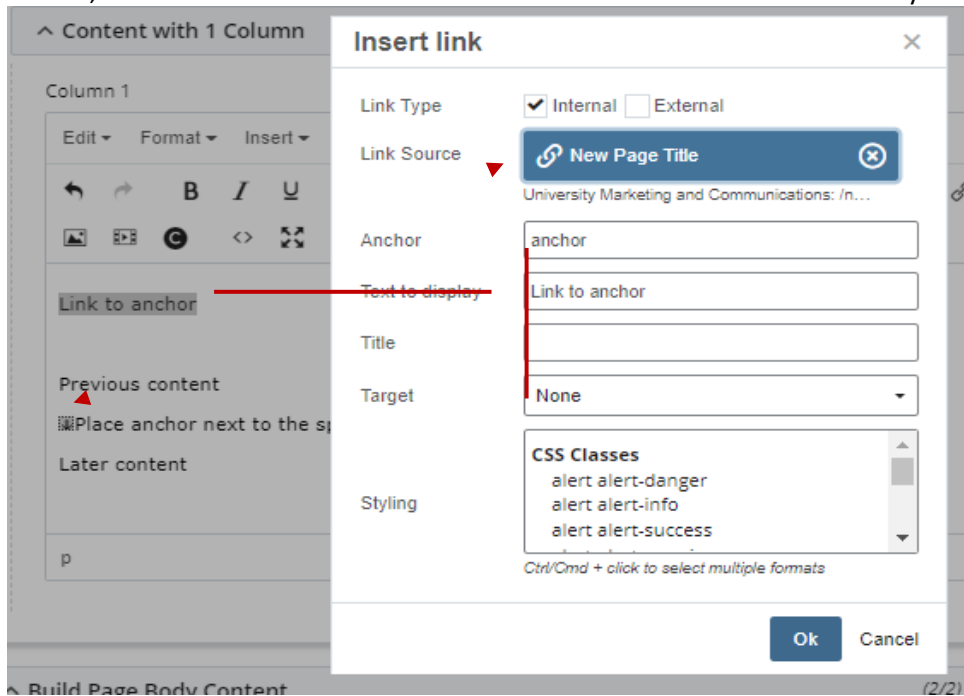 Content with 1 Column
Insert link
Column 1
Link Type
Internal
External
Edit
Format
Insert
Link Source
New Page Title
University Marketing and Communications: /n...
B I U
Anchor
anchor
Link to anchor
Text to display
Link to anchor
Title
Previous content
Target
None
Place anchor next to the sp
Later content
Styling
CSS Classes
alert alert-danger
alert alert-info
alert alert-success
p
Ctrl/Cmd + click to select multiple formats
Ok
Cancel
Build Page Body Content
(2/2)